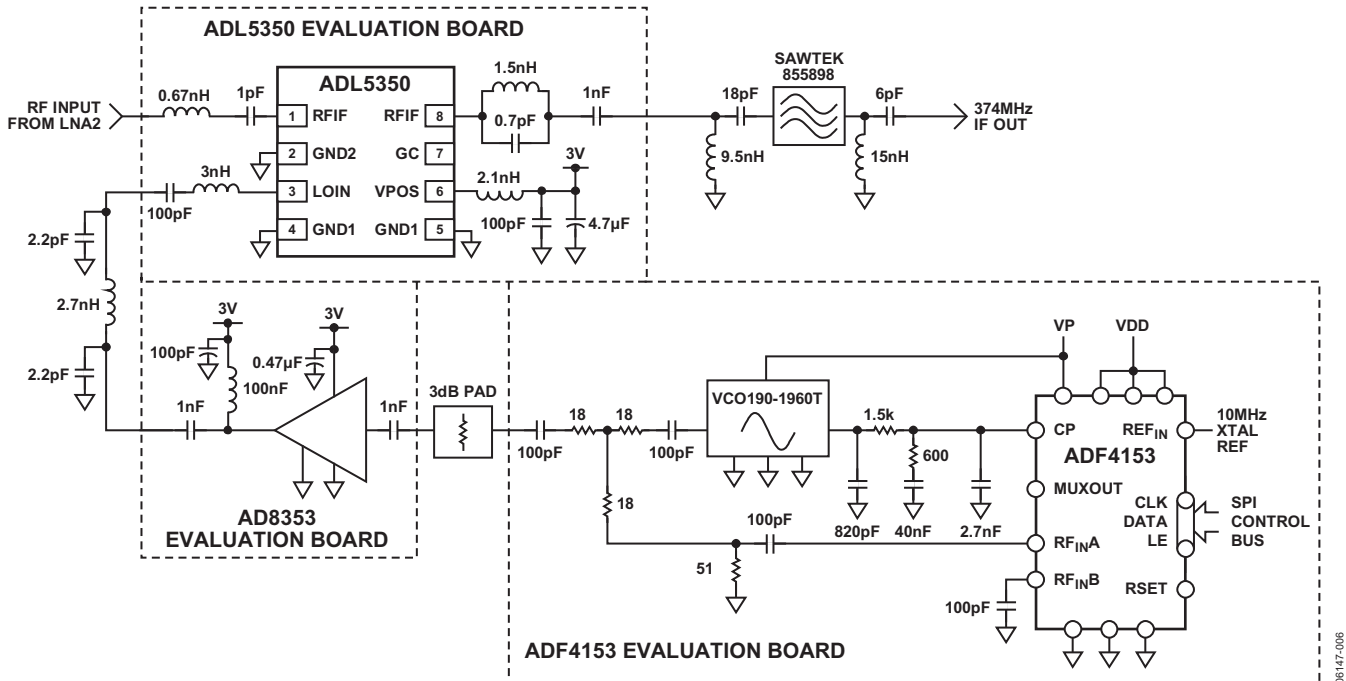 ADL5350 EVALUATION BOARD
RF INPUT
FROM LNA2
0.67nH
1pF
ADL5350
1 RFIF
2 GND2
3 LOIN
4 GND1
RFIF 8
GC 7
VPOS 6
GND1 5
1.5nH
0.7pF
1nF
2.1nH
3V
100pF
4.7µF
3nH
100pF
18pF
9.5nH
SAWTEK
855898
6pF
15nH
374MHz
IF OUT
2.2pF
2.7nH
2.2pF
3V
100pF
100nF
1nF
3V
0.47µF
1nF
AD8353
EVALUATION BOARD
3dB PAD
100pF
18
18
100pF
18
51
100pF
VCO190-1960T
1.5k
600
820pF
40nF
2.7nF
VP
VDD
CP
REFIN
ADF4153
MUXOUT
CLK
DATA
LE
RFINA
RFINB
RSET
10MHz
XTAL
REF
SPI
CONTROL
BUS
100pF
ADF4153 EVALUATION BOARD
06147-006